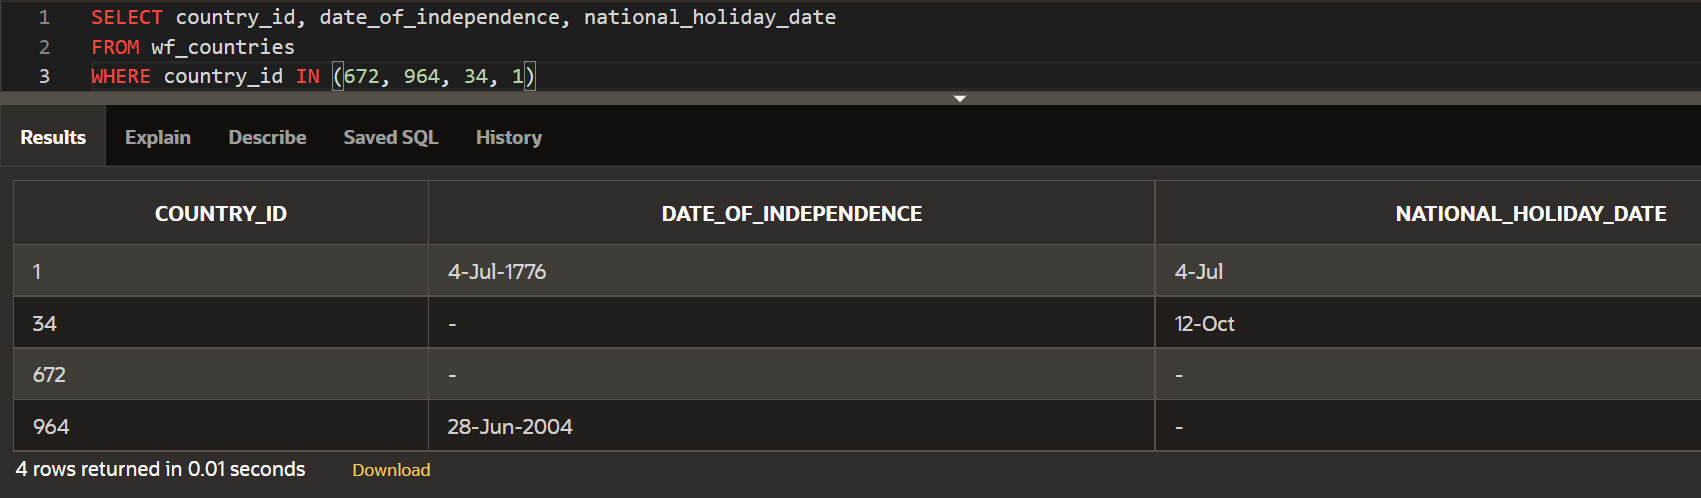 1 SELECT country_id, date_of_independence, national_holiday_date
2 FROM wf_countries
3 WHERE country_id IN (672, 964, 34, 1)
Results Explain Describe Saved SQL History
COUNTRY_ID DATE_OF_INDEPENDENCE NATIONAL_HOLIDAY_DATE
1 4-Jul-1776 4-Jul
34 - 12-Oct
672 - -
964 28-Jun-2004 -
4 rows returned in 0.01 seconds Download